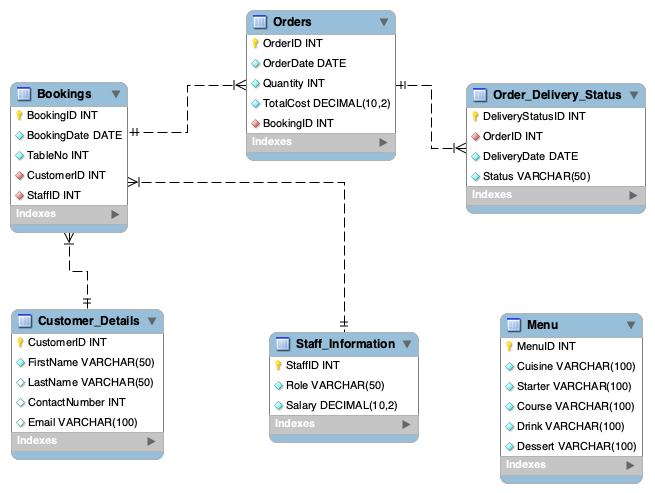 Orders
OrderID INT
OrderDate DATE
Quantity INT
TotalCost DECIMAL(10,2)
BookingID INT
Indexes
Bookings
BookingID INT
BookingDate DATE
TableNo INT
CustomerID INT
StaffID INT
Indexes
Order_Delivery_Status
DeliveryStatusID INT
OrderID INT
DeliveryDate DATE
Status VARCHAR(50)
Indexes
Customer_Details
CustomerID INT
FirstName VARCHAR(50)
LastName VARCHAR(50)
ContactNumber INT
Email VARCHAR(100)
Indexes
Staff_Information
StaffID INT
Role VARCHAR(50)
Salary DECIMAL(10,2)
Indexes
Menu
MenuID INT
Cuisine VARCHAR(100)
Starter VARCHAR(100)
Course VARCHAR(100)
Drink VARCHAR(100)
Dessert VARCHAR(100)
Indexes